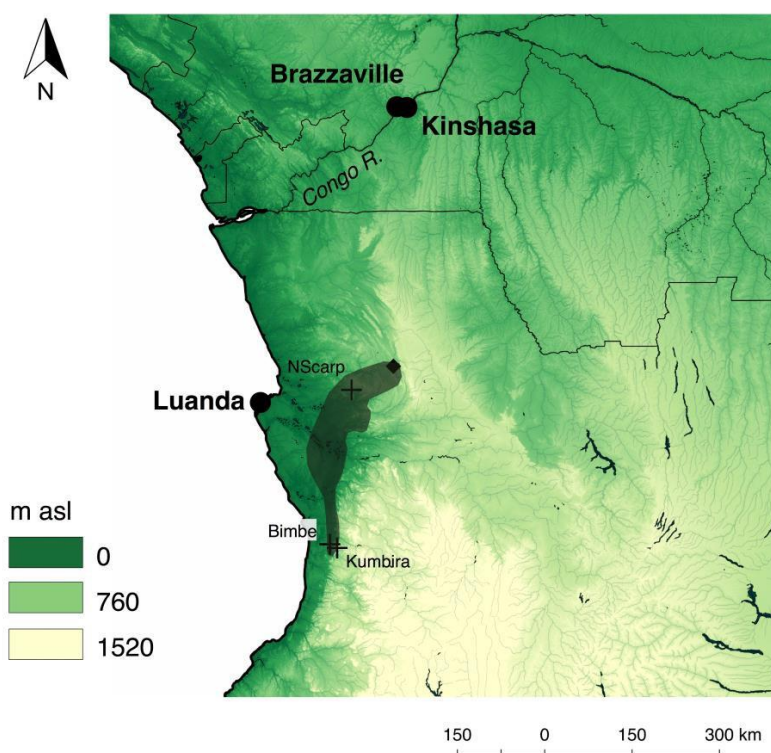 N
Brazzaville
Kinshasa
Congo R.
NScarp
Luanda
Bimbe
Kumbira
m asl
0
760
1520
150 0 150 300 km